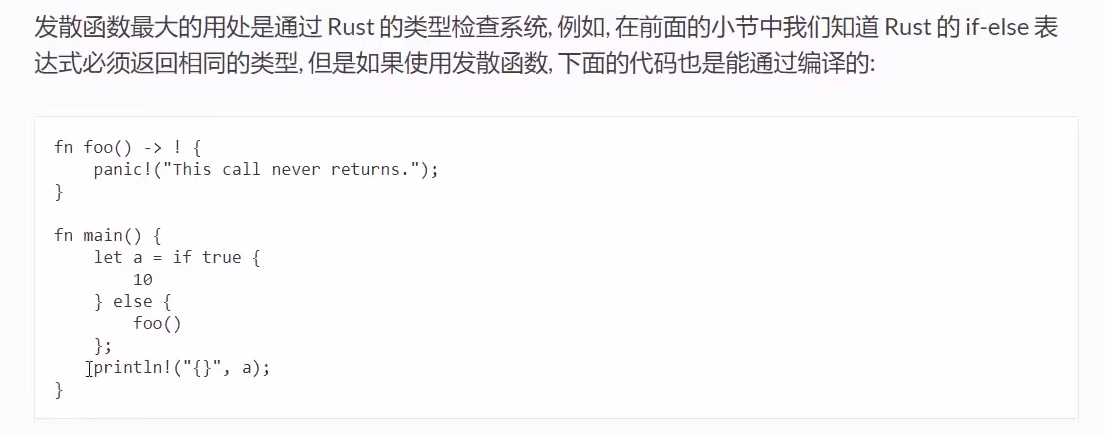 发散函数最大的用处是通过 Rust 的类型检查系统, 例如, 在前面的小节中我们知道 Rust 的 if-else 表
达式必须返回相同的类型, 但是如果使用发散函数, 下面的代码也是能通过编译的:
fn foo() -> ! {
    panic!("This call never returns.");
}
fn main() {
    let a = if true {
        10
    } else {
        foo()
    };
    println!("{}", a);
}